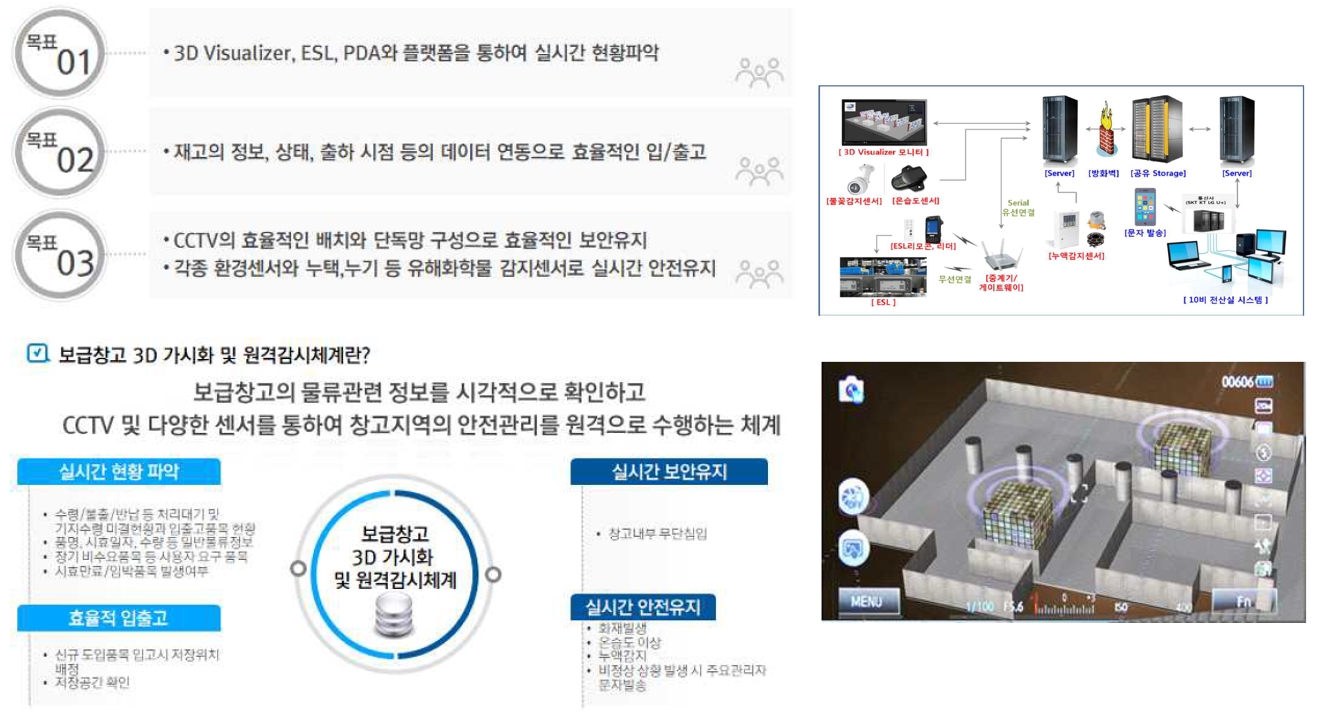 목표 01
• 3D Visualizer, ESL, PDA와 플랫폼을 통하여 실시간 현황파악
목표 02
• 재고의 정보, 상태, 출하 시점 등의 데이터 연동으로 효율적인 입/출고
목표 03
• CCTV의 효율적인 배치와 단독망 구성으로 효율적인 보안유지
• 각종 환경센서와 누택,누기 등 유해화학물 감지센서로 실시간 안전유지
[ 3D Visualizer 모니터 ]
[Server]
[방화벽]
[공유 Storage]
[Server]
[불꽃감지센서]
[온습도센서]
Serial
유선연결
통신사
(SKT KT LG U+)
[문자 발송]
[ESL리모콘, 리더]
[누액감지센서]
무선연결
[중계기/
게이트웨이]
[ ESL ]
[ 10비 전산실 시스템 ]
보급창고 3D 가시화 및 원격감시체계란?
보급창고의 물류관련 정보를 시각적으로 확인하고
CCTV 및 다양한 센서를 통하여 창고지역의 안전관리를 원격으로 수행하는 체계
실시간 현황 파악
• 수령/불출/반납 등 처리대기 및
기지수령 미결현황과 입출고품목 현황
• 품명, 시효일자, 수량 등 일반물류정보
• 장기 비수요품목 등 사용자 요구 품목
• 시효만료/임박품목 발생여부
효율적 입출고
• 신규 도입품목 입고시 저장위치
배정
• 저장공간 확인
보급창고
3D 가시화
및 원격감시체계
실시간 보안유지
• 창고내부 무단침입
실시간 안전유지
• 화재발생
• 온습도 이상
• 누액감지
• 비정상 상황 발생 시 주요관리자
문자발송
00606
OFF
MENU
1/100 F5.6
0
ISO
400
Fn